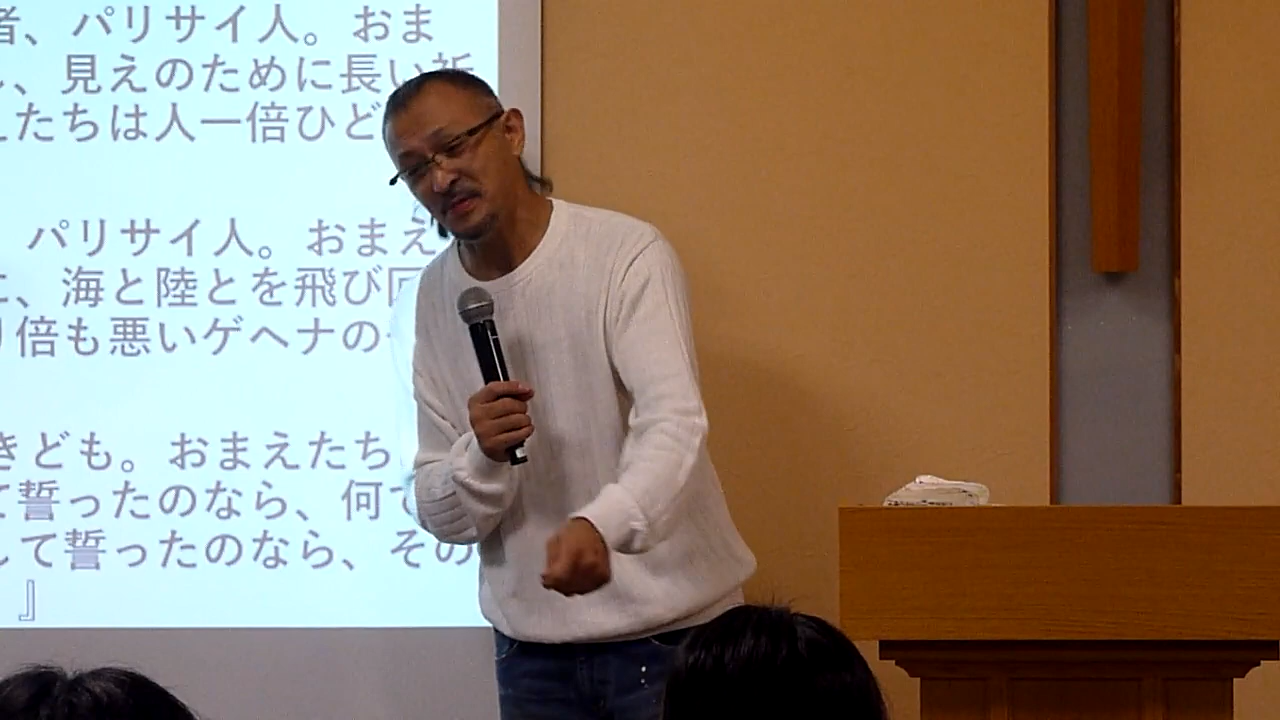 者、パリサイ人。おま
、見えのために長い祈
たちは人一倍ひど
パリサイ人。おまえ
に、海と陸とを飛び回
倍も悪いゲヘナの
きども。おまえたち
て誓ったのなら、何で
して誓ったのなら、その
』